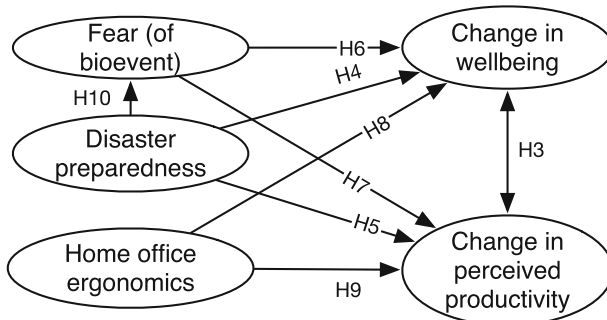 Fear (of
bioevent)
H6
Change in
wellbeing
H4
H10
H8
Disaster
preparedness
H3
H7
H5
Home office
ergonomics
H9
Change in
perceived
productivity